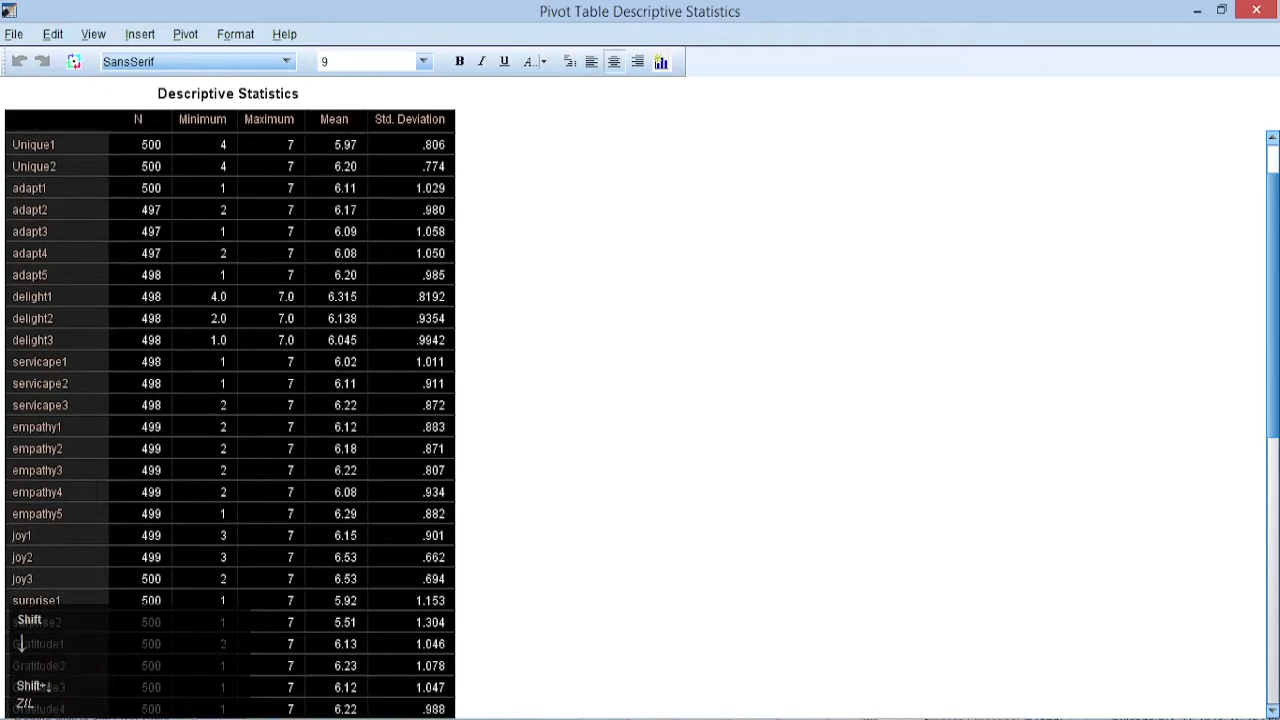 Pivot Table Descriptive Statistics
File Edit View Insert Pivot Format Help
SansSerif 9 B I U A..
Descriptive Statistics
N Minimum Maximum Mean Std. Deviation
Unique1 500 4 7 5.97 .806
Unique2 500 4 7 6.20 .774
adapt1 500 1 7 6.11 1.029
adapt2 497 2 7 6.17 .980
adapt3 497 1 7 6.09 1.058
adapt4 497 2 7 6.08 1.050
adapt5 498 1 7 6.20 .985
delight1 498 4.0 7.0 6.315 .8192
delight2 498 2.0 7.0 6.138 .9354
delight3 498 1.0 7.0 6.045 .9942
servicape1 498 1 7 6.02 1.011
servicape2 498 1 7 6.11 .911
servicape3 498 2 7 6.22 .872
empathy1 499 2 7 6.12 .883
empathy2 499 2 7 6.18 .871
empathy3 499 2 7 6.22 .807
empathy4 499 2 7 6.08 .934
empathy5 499 1 7 6.29 .882
joy1 499 3 7 6.15 .901
joy2 499 3 7 6.53 .662
joy3 500 2 7 6.53 .694
surprise1 500 1 7 5.92 1.153
Shift
surprise2 500 1 7 5.51 1.304
Gratitude1 500 2 7 6.13 1.046
Gratitude2 500 1 7 6.23 1.078
Shift+↓
500 1 7 6.12 1.047
Gratitude4 500 1 7 6.22 .988